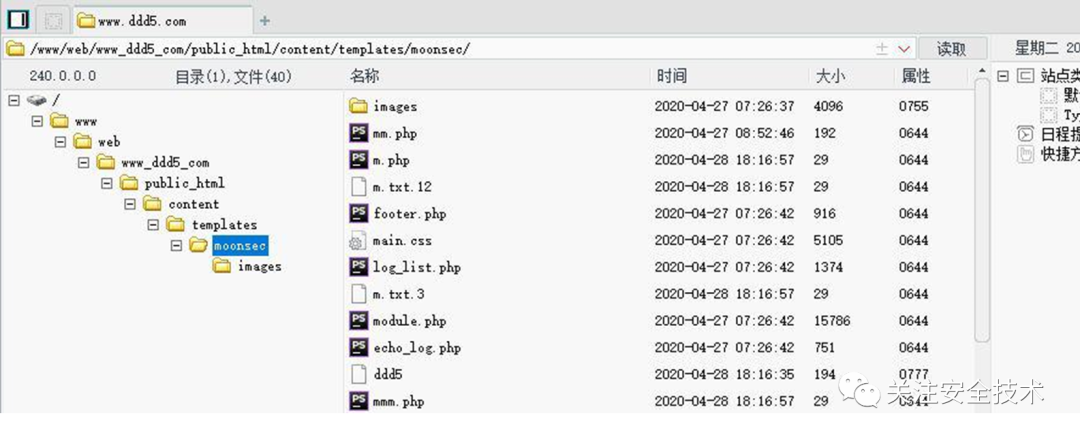 www.ddd5.com
/www/web/www_ddd5_com/public_html/content/templates/moonsec/
读取
星期二 20
240.0.0.0
目录(1),文件(40)
名称 时间 大小 属性
/
www
web
www_ddd5_com
public_html
content
templates
moonsec
images
images 2020-04-27 07:26:37 4096 0755
mm.php 2020-04-27 08:52:46 192 0644
m.php 2020-04-28 18:16:57 29 0644
m.txt.12 2020-04-28 18:16:57 29 0644
footer.php 2020-04-27 07:26:42 916 0644
main.css 2020-04-27 07:26:42 5105 0644
log_list.php 2020-04-27 07:26:42 1374 0644
m.txt.3 2020-04-28 18:16:57 29 0644
module.php 2020-04-27 07:26:42 15786 0644
echo_log.php 2020-04-27 07:26:42 751 0644
ddd5 2020-04-28 18:16:35 194 0777
mmm.php 2020-04-28 18:16:57 29 0644
站点类
默
Ty
日程提
快捷方
关注安全技术